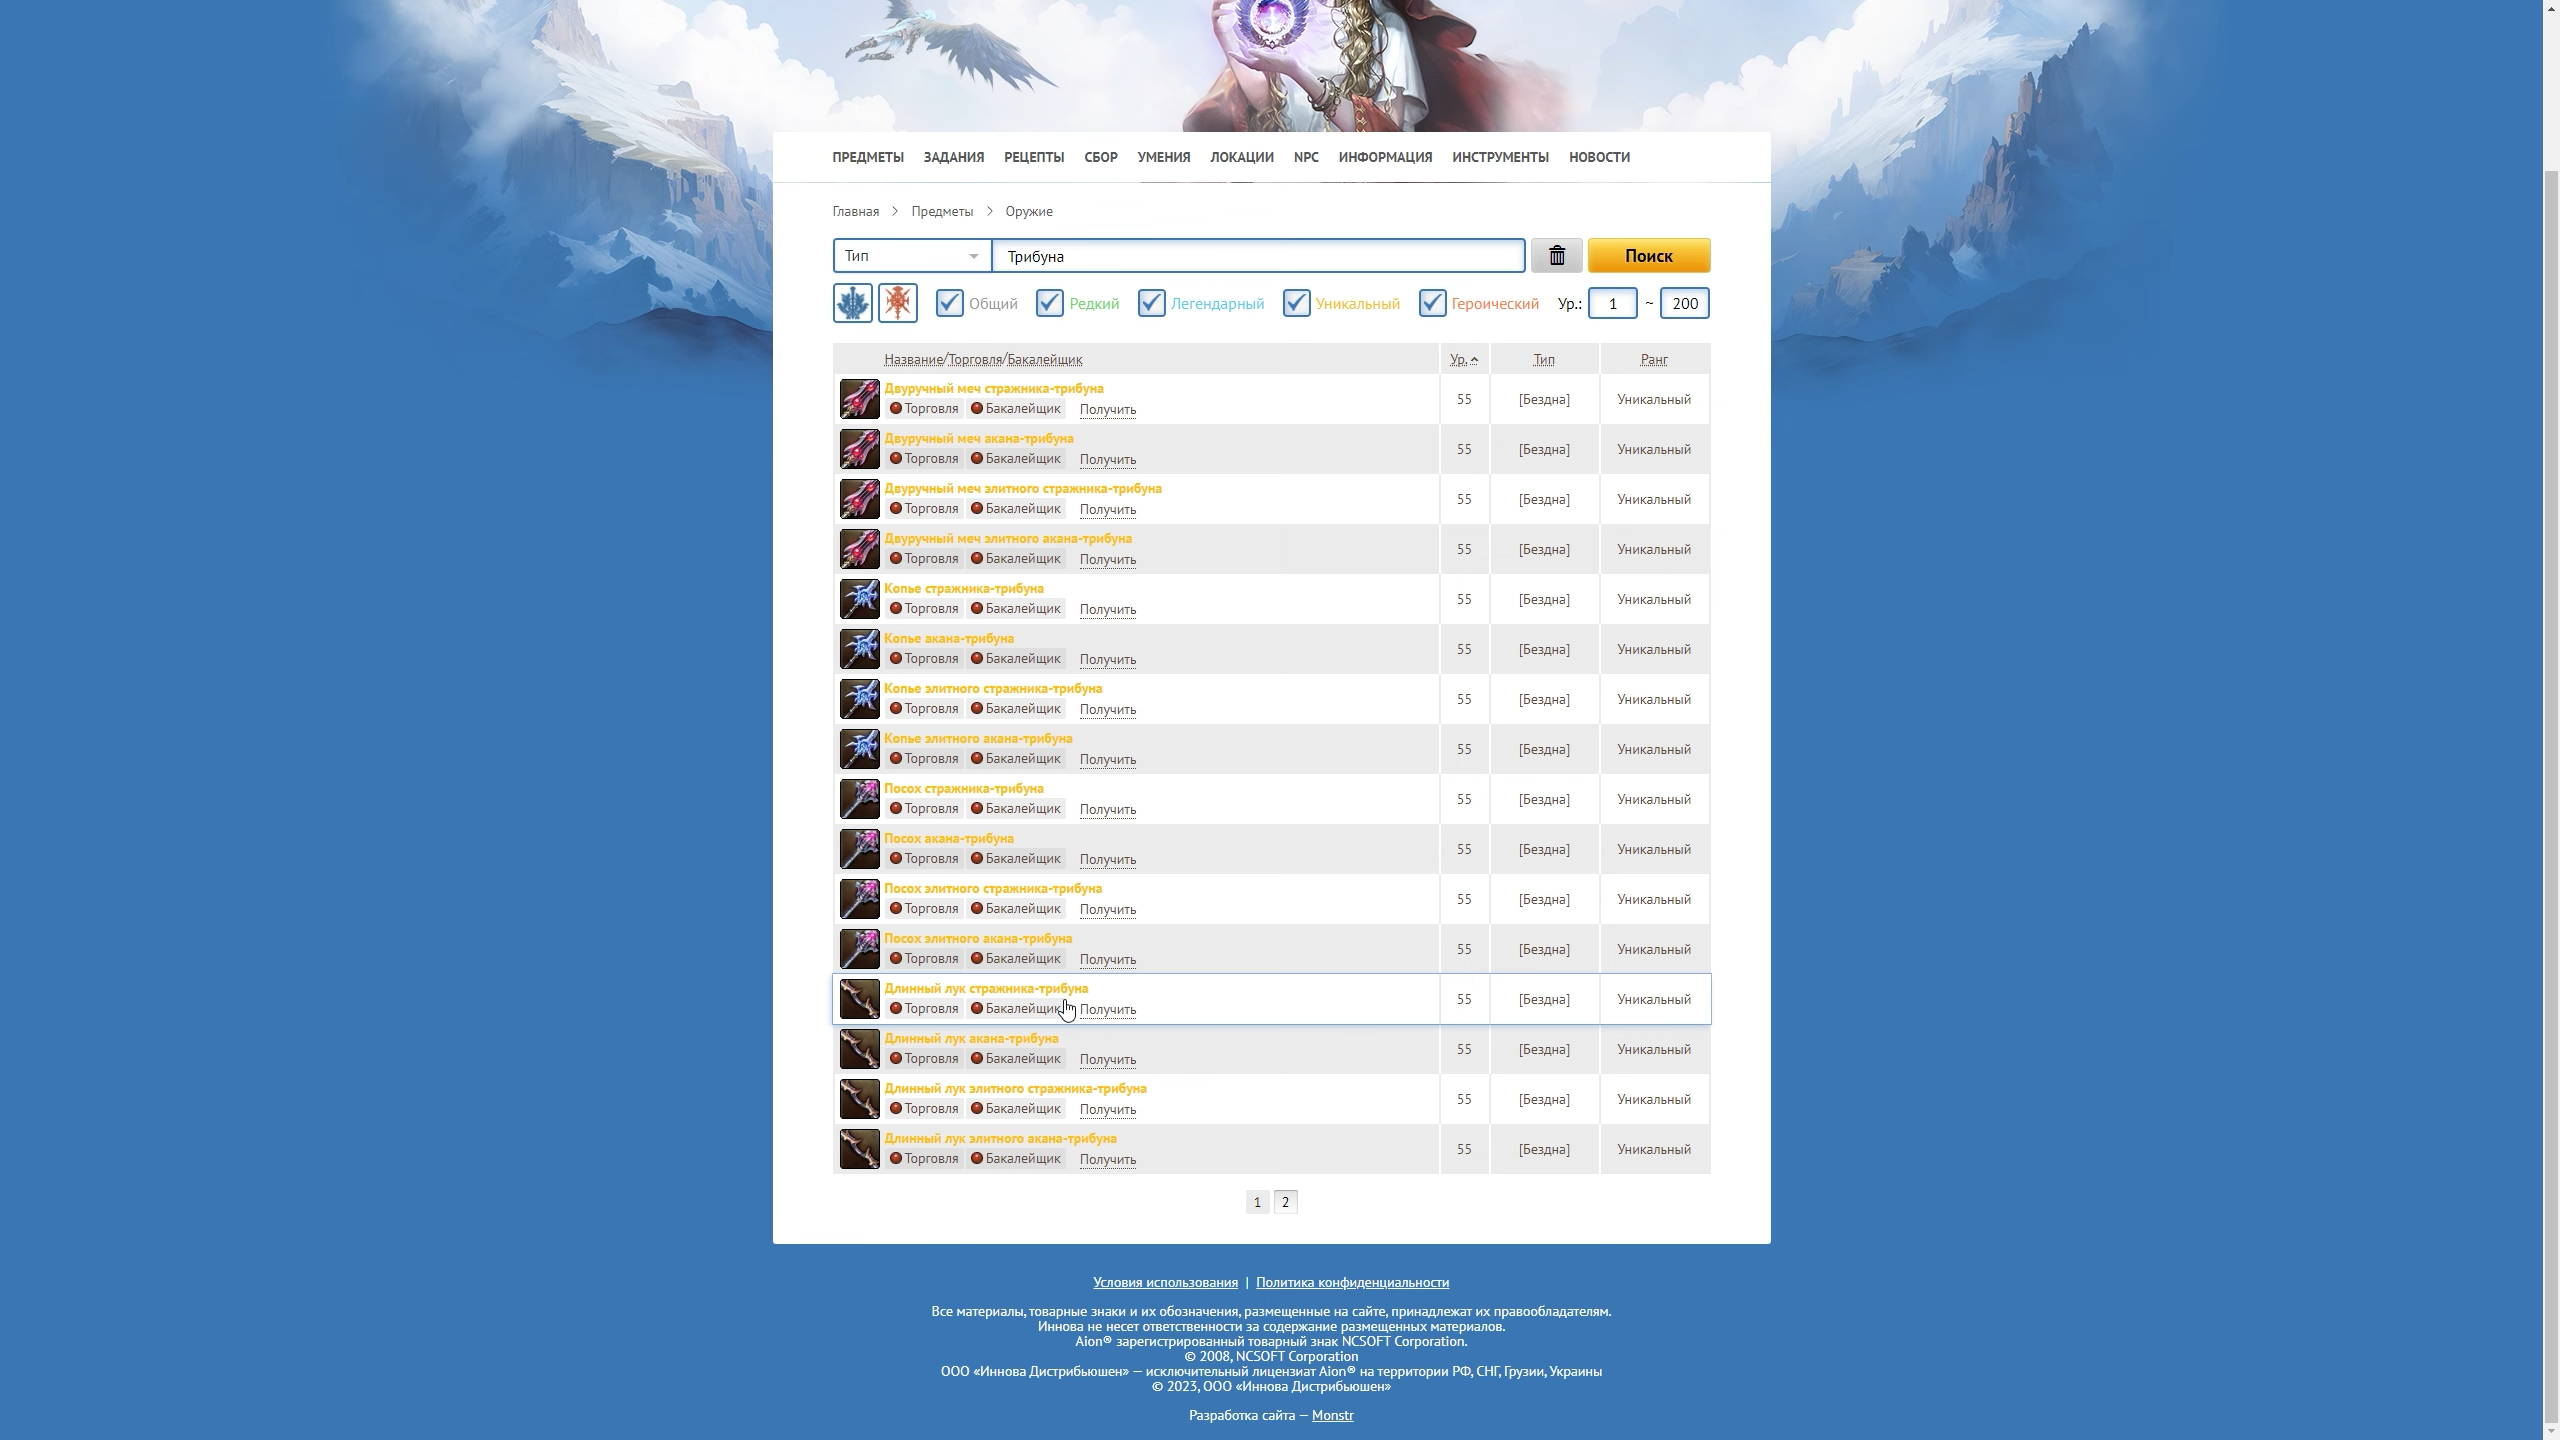 ПРЕДМЕТЫ ЗАДАНИЯ РЕЦЕПТЫ СБОР УМЕНИЯ ЛОКАЦИИ NPC ИНФОРМАЦИЯ ИНСТРУМЕНТЫ НОВОСТИ
Главная > Предметы > Оружие
Тип Трибуна Поиск
Общий Редкий Легендарный Уникальный Героический Ур.: 1 ~ 200
Название/Торговля/Бакалейщик Ур. Тип Ранг
Двуручный меч стражника-трибуна
Торговля Бакалейщик Получить 55 [Бездна] Уникальный
Двуручный меч акана-трибуна
Торговля Бакалейщик Получить 55 [Бездна] Уникальный
Двуручный меч элитного стражника-трибуна
Торговля Бакалейщик Получить 55 [Бездна] Уникальный
Двуручный меч элитного акана-трибуна
Торговля Бакалейщик Получить 55 [Бездна] Уникальный
Копье стражника-трибуна
Торговля Бакалейщик Получить 55 [Бездна] Уникальный
Копье акана-трибуна
Торговля Бакалейщик Получить 55 [Бездна] Уникальный
Копье элитного стражника-трибуна
Торговля Бакалейщик Получить 55 [Бездна] Уникальный
Копье элитного акана-трибуна
Торговля Бакалейщик Получить 55 [Бездна] Уникальный
Посох стражника-трибуна
Торговля Бакалейщик Получить 55 [Бездна] Уникальный
Посох акана-трибуна
Торговля Бакалейщик Получить 55 [Бездна] Уникальный
Посох элитного стражника-трибуна
Торговля Бакалейщик Получить 55 [Бездна] Уникальный
Посох элитного акана-трибуна
Торговля Бакалейщик Получить 55 [Бездна] Уникальный
Длинный лук стражника-трибуна
Торговля Бакалейщик Получить 55 [Бездна] Уникальный
Длинный лук акана-трибуна
Торговля Бакалейщик Получить 55 [Бездна] Уникальный
Длинный лук элитного стражника-трибуна
Торговля Бакалейщик Получить 55 [Бездна] Уникальный
Длинный лук элитного акана-трибуна
Торговля Бакалейщик Получить 55 [Бездна] Уникальный
1 2
Условия использования | Политика конфиденциальности
Все материалы, товарные знаки и их обозначения, размещенные на сайте, принадлежат их правообладателям.
Иннова не несет ответственности за содержание размещенных материалов.
Aion® зарегистрированный товарный знак NCSOFT Corporation.
© 2008, NCSOFT Corporation
ООО «Иннова Дистрибьюшен» — исключительный лицензиат Aion® на территории РФ, СНГ, Грузии, Украины
© 2023, ООО «Иннова Дистрибьюшен»
Разработка сайта — Monstr